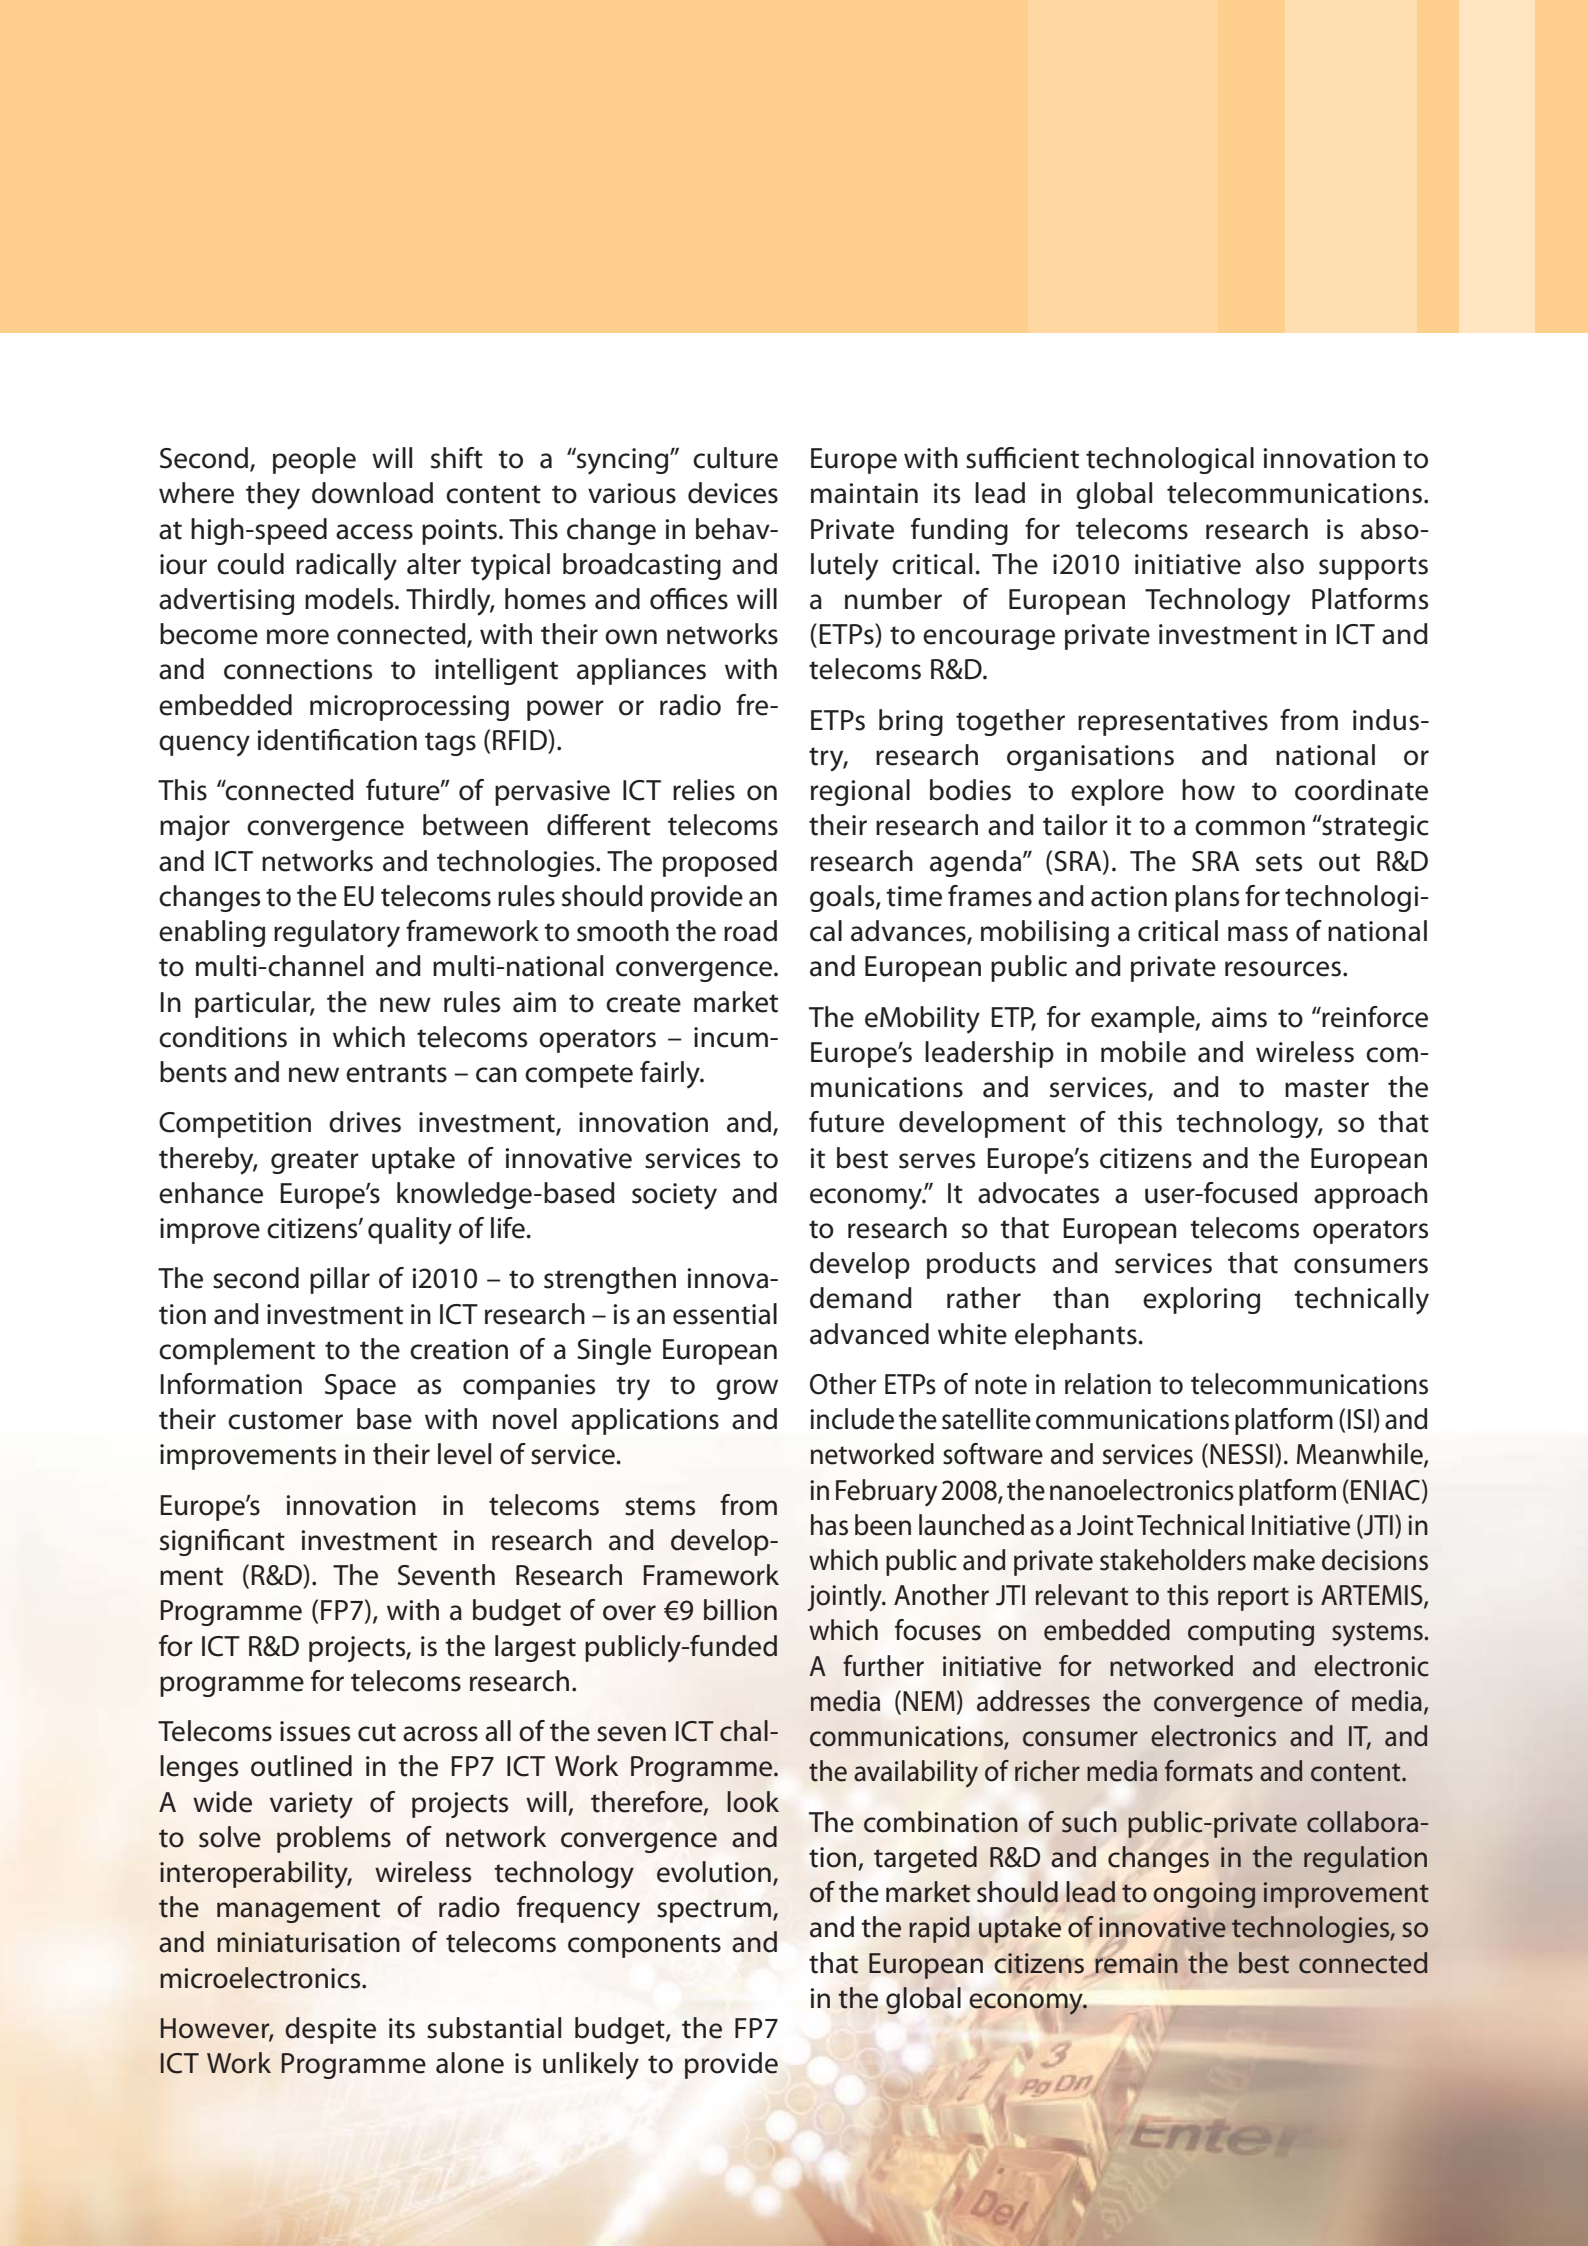 Second, people will shift to a “syncing” culture
where they download content to various devices
at high-speed access points. This change in behav-
iour could radically alter typical broadcasting and
advertising models. Thirdly, homes and offices will
become more connected, with their own networks
and connections to intelligent appliances with
embedded microprocessing power or radio fre-
quency identification tags (RFID).
This “connected future” of pervasive ICT relies on
major convergence between different telecoms
and ICT networks and technologies. The proposed
changes to the EU telecoms rules should provide an
enabling regulatory framework to smooth the road
to multi-channel and multi-national convergence.
In particular, the new rules aim to create market
conditions in which telecoms operators – incum-
bents and new entrants – can compete fairly.
Competition drives investment, innovation and,
thereby, greater uptake of innovative services to
enhance Europe’s knowledge-based society and
improve citizens’ quality of life.
The second pillar of i2010 – to strengthen innova-
tion and investment in ICT research – is an essential
complement to the creation of a Single European
Information Space as companies try to grow
their customer base with novel applications and
improvements in their level of service.
Europe’s innovation in telecoms stems from
significant investment in research and develop-
ment (R&D). The Seventh Research Framework
Programme (FP7), with a budget of over €9 billion
for ICT R&D projects, is the largest publicly-funded
programme for telecoms research.
Telecoms issues cut across all of the seven ICT chal-
lenges outlined in the FP7 ICT Work Programme.
A wide variety of projects will, therefore, look
to solve problems of network convergence and
interoperability, wireless technology evolution,
the management of radio frequency spectrum,
and miniaturisation of telecoms components and
microelectronics.
However, despite its substantial budget, the FP7
ICT Work Programme alone is unlikely to provide
Europe with sufficient technological innovation to
maintain its lead in global telecommunications.
Private funding for telecoms research is abso-
lutely critical. The i2010 initiative also supports
a number of European Technology Platforms
(ETPs) to encourage private investment in ICT and
telecoms R&D.
ETPs bring together representatives from indus-
try, research organisations and national or
regional bodies to explore how to coordinate
their research and tailor it to a common “strategic
research agenda” (SRA). The SRA sets out R&D
goals, time frames and action plans for technologi-
cal advances, mobilising a critical mass of national
and European public and private resources.
The eMobility ETP, for example, aims to “reinforce
Europe’s leadership in mobile and wireless com-
munications and services, and to master the
future development of this technology, so that
it best serves Europe’s citizens and the European
economy.” It advocates a user-focused approach
to research so that European telecoms operators
develop products and services that consumers
demand rather than exploring technically
advanced white elephants.
Other ETPs of note in relation to telecommunications
include the satellite communications platform (ISI) and
networked software and services (NESSI). Meanwhile,
in February 2008, the nanoelectronics platform (ENIAC)
has been launched as a Joint Technical Initiative (JTI) in
which public and private stakeholders make decisions
jointly. Another JTI relevant to this report is ARTEMIS,
which focuses on embedded computing systems.
A further initiative for networked and electronic
media (NEM) addresses the convergence of media,
communications, consumer electronics and IT, and
the availability of richer media formats and content.
The combination of such public-private collabora-
tion, targeted R&D and changes in the regulation
of the market should lead to ongoing improvement
and the rapid uptake of innovative technologies, so
that European citizens remain the best connected
in the global economy.
2
3
Pg Dn
Enter
Del